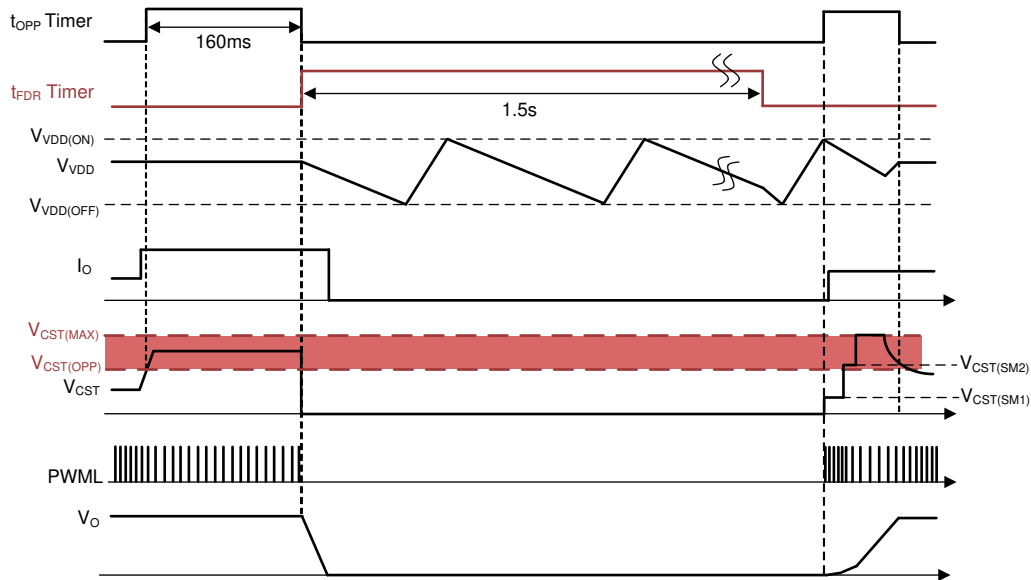 tOPP Timer
160ms
tFDR Timer
1.5s
VVDD(ON)
VVDD
VVDD(OFF)
IO
VCST(MAX)
VCST(OPP)
VCST(SM2)
VCST
VCST(SM1)
PWML
VO